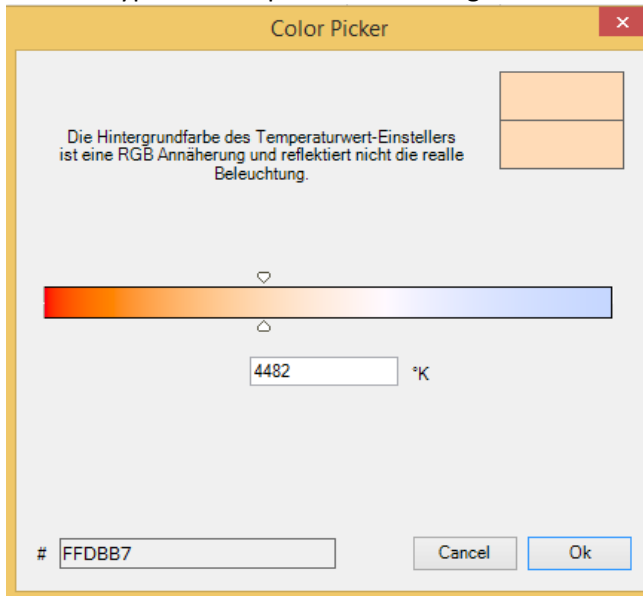 Color Picker
×
Die Hintergrundfarbe des Temperaturwert-Einstellers
ist eine RGB Annäherung und reflektiert nicht die realle
Beleuchtung.
4482 °K
# FFDBB7 Cancel Ok